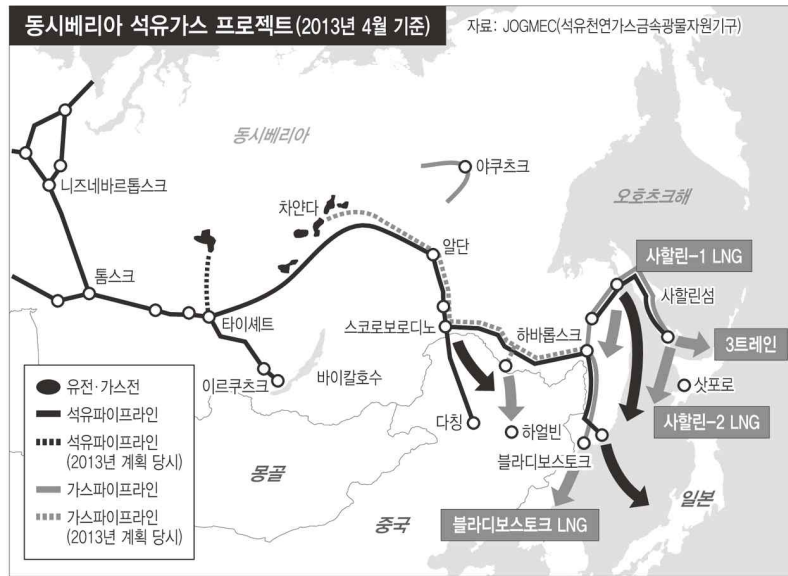 동시베리아 석유가스 프로젝트(2013년 4월 기준)
자료: JOGMEC(석유천연가스금속광물자원기구)
동시베리아
야쿠츠크
니즈네바르톱스크
차얀다
오호츠크해
알단
사할린-1 LNG
톰스크
사할린섬
타이셰트
스코로보로디노
하바롭스크
3트레인
이르쿠츠크
바이칼호수
삿포로
다칭
하얼빈
사할린-2 LNG
블라디보스토크
몽골
일본
중국
블라디보스토크 LNG
유전·가스전
석유파이프라인
석유파이프라인
(2013년 계획 당시)
가스파이프라인
가스파이프라인
(2013년 계획 당시)